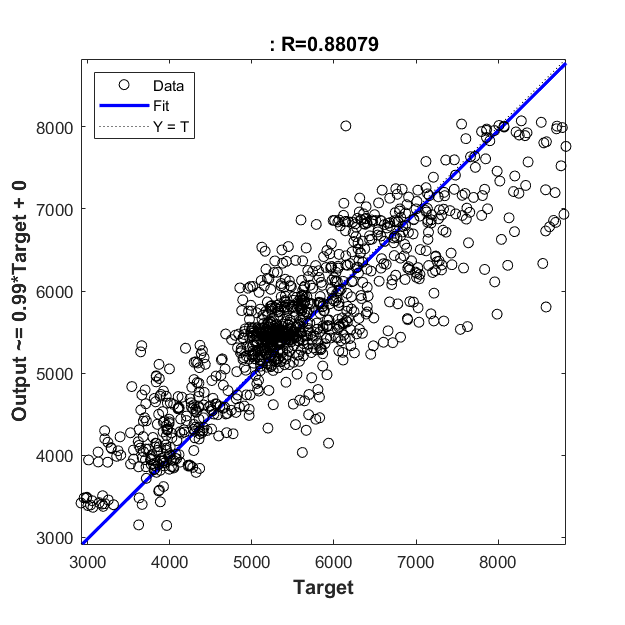 : R=0.88079
Data
Fit
Y = T
Output ~= 0.99*Target + 0
8000
7000
6000
5000
4000
3000
3000 4000 5000 6000 7000 8000
Target